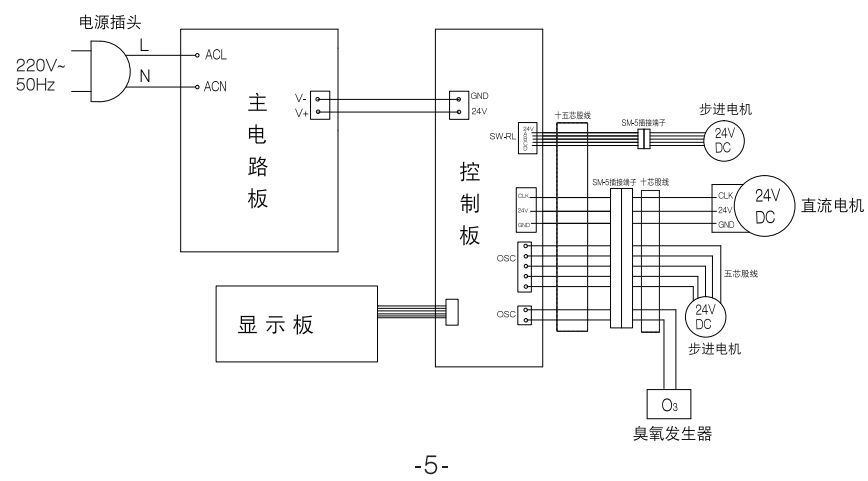 电源插头
220V~
50Hz
L
N
ACL
ACN
主电路板
V-
V+
GND
24V
控制板
SW-RL
24V
A
B
C
D
十五芯股线
SM-5插接端子
步进电机
24V
DC
CLK
24V
GND
SM-5插接端子
十芯股线
CLK
24V
GND
24V
DC
直流电机
OSC
五芯股线
24V
DC
步进电机
OSC
显示板
O3
臭氧发生器
-5-